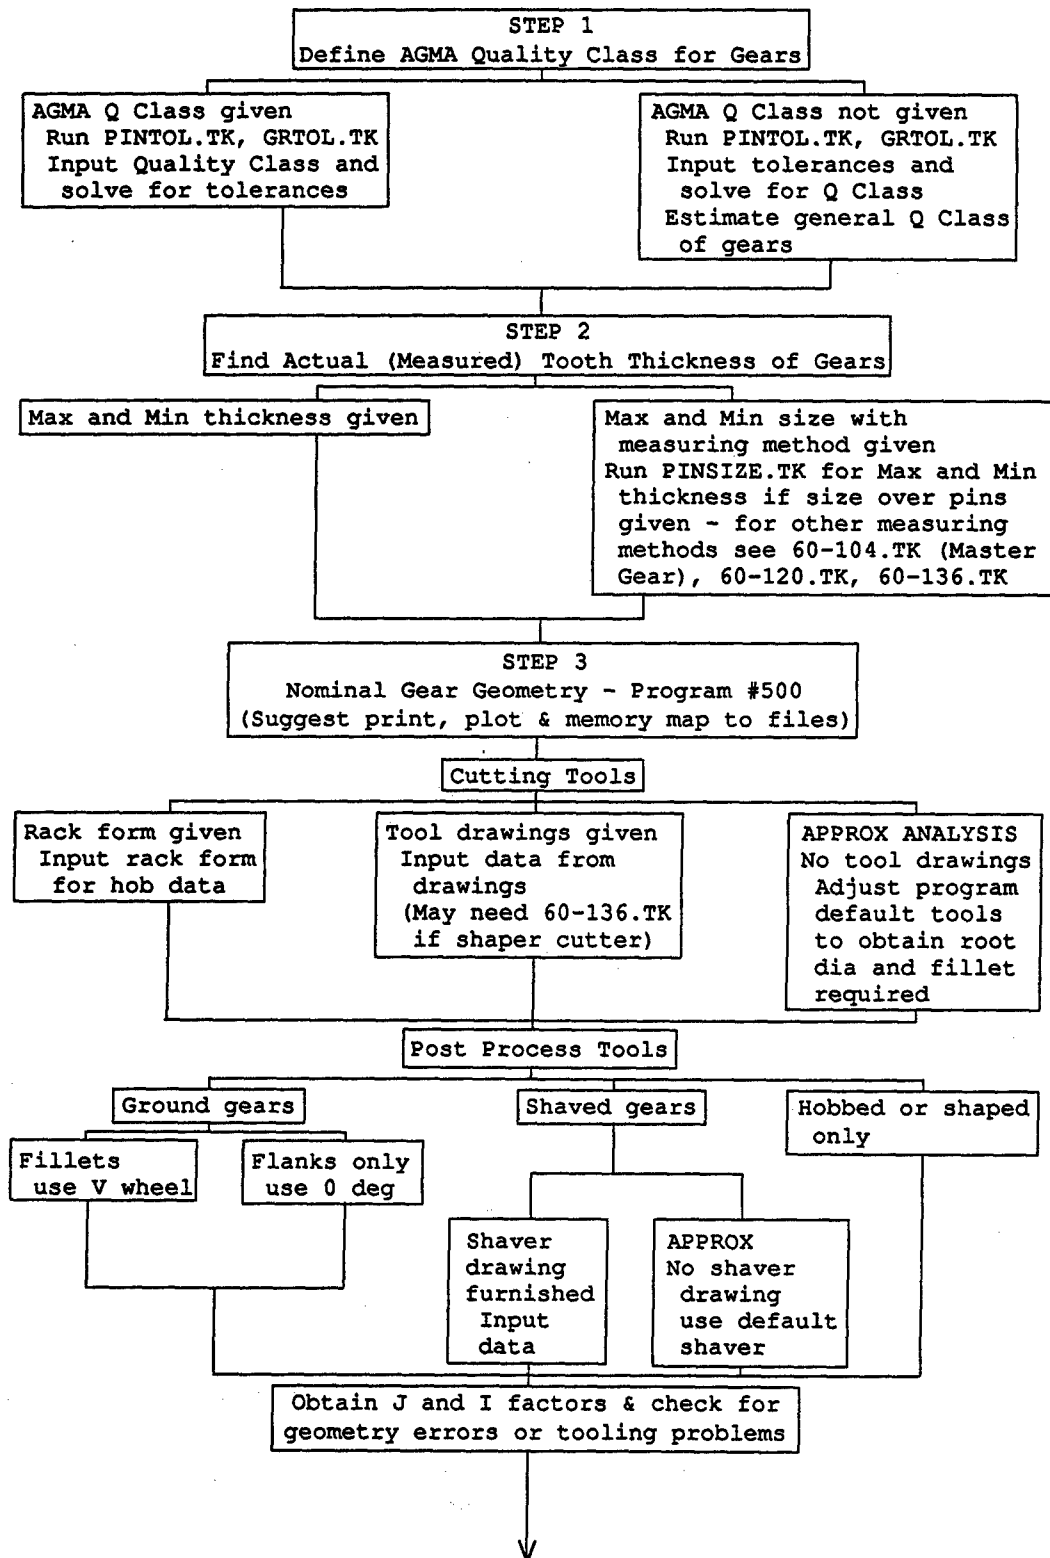 STEP 1
Define AGMA Quality Class for Gears
AGMA Q Class given
Run PINTOL.TK, GRTOL.TK
Input Quality Class and
solve for tolerances
AGMA Q Class not given
Run PINTOL.TK, GRTOL.TK
Input tolerances and
solve for Q Class
Estimate general Q Class
of gears
STEP 2
Find Actual (Measured) Tooth Thickness of Gears
Max and Min thickness given
Max and Min size with
measuring method given
Run PINSIZE.TK for Max and Min
thickness if size over pins
given - for other measuring
methods see 60-104.TK (Master
Gear), 60-120.TK, 60-136.TK
STEP 3
Nominal Gear Geometry - Program #500
(Suggest print, plot & memory map to files)
Cutting Tools
Rack form given
Input rack form
for hob data
Tool drawings given
Input data from
drawings
(May need 60-136.TK
if shaper cutter)
APPROX ANALYSIS
No tool drawings
Adjust program
default tools
to obtain root
dia and fillet
required
Post Process Tools
Ground gears
Fillets
use V wheel
Flanks only
use 0 deg
Shaved gears
Shaver
drawing
furnished
Input
data
APPROX
No shaver
drawing
use default
shaver
Hobbed or shaped
only
Obtain J and I factors & check for
geometry errors or tooling problems